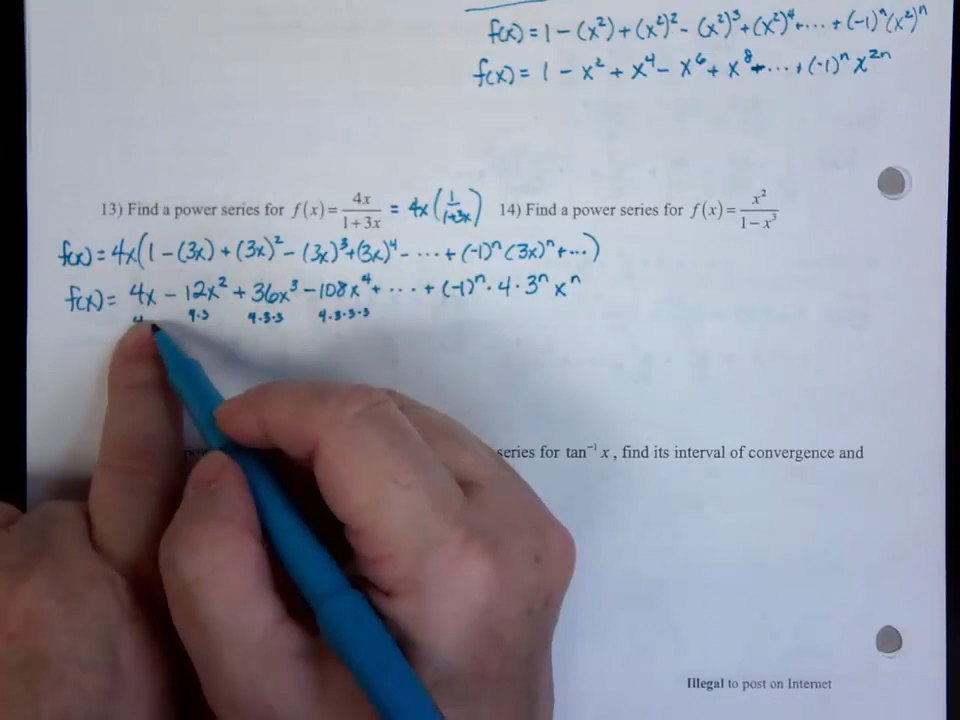 f(x) = 1 - (x²) + (x²)² - (x²)³ + (x²)⁴ + ... + (-1)ⁿ(x²)ⁿ
f(x) = 1 - x² + x⁴ - x⁶ + x⁸ + ... + (-1)ⁿ x²ⁿ
13) Find a power series for f(x) = 4x/(1+3x) = 4x(1/(1+3x))
14) Find a power series for f(x) = x²/(1-x³)
f(x) = 4x(1 - (3x) + (3x)² - (3x)³ + (3x)⁴ - ... + (-1)ⁿ (3x)ⁿ + ...)
f(x) = 4x - 12x² + 36x³ - 108x⁴ + ... + (-1)ⁿ · 4 · 3ⁿ xⁿ
4·3 4·3·3 4·3·3·3
series for tan⁻¹ x, find its interval of convergence and
Illegal to post on Internet